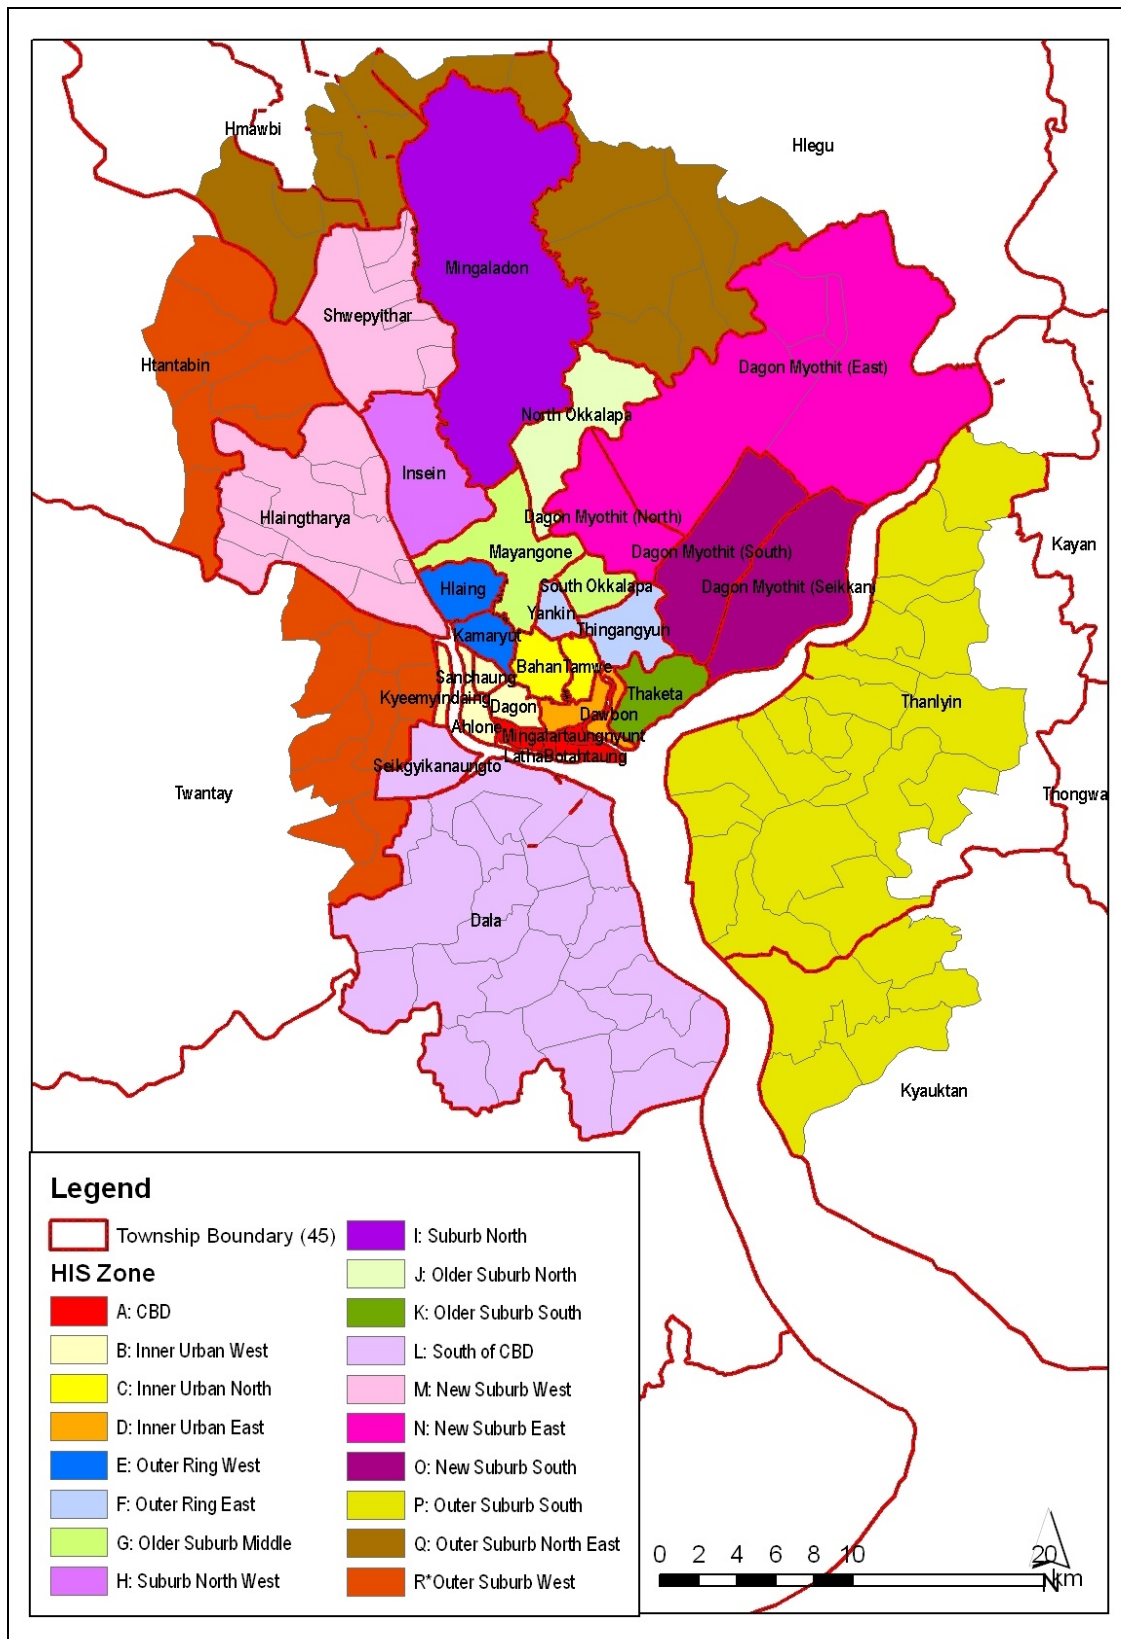 Hmawbi
Hlegu
Mingaladon
Shwepyithar
Htantabin
Dagon Myothit (East)
North Okkalapa
Insein
Hlaingtharya
Dagon Myothit (North)
Kayan
Mayangone
Dagon Myothit (South)
Hlaing
South Okkalapa
Dagon Myothit (Seikkan)
Yankin
Kamaryut
Thingangyun
Bahan
Tamwe
Sanchaung
Kyeemyindaing
Thaketa
Dagon
Thanlyin
Dawbon
Ahlone
Mingalartaungnyunt
Latha
Botahtaung
Seikgyikanaungto
Twantay
Thongwa
Dala
Kyauktan
Legend
Township Boundary (45)
HIS Zone
A: CBD
B: Inner Urban West
C: Inner Urban North
D: Inner Urban East
E: Outer Ring West
F: Outer Ring East
G: Older Suburb Middle
H: Suburb North West
I: Suburb North
J: Older Suburb North
K: Older Suburb South
L: South of CBD
M: New Suburb West
N: New Suburb East
O: New Suburb South
P: Outer Suburb South
Q: Outer Suburb North East
R*Outer Suburb West
0 2 4 6 8 10 20
km
N